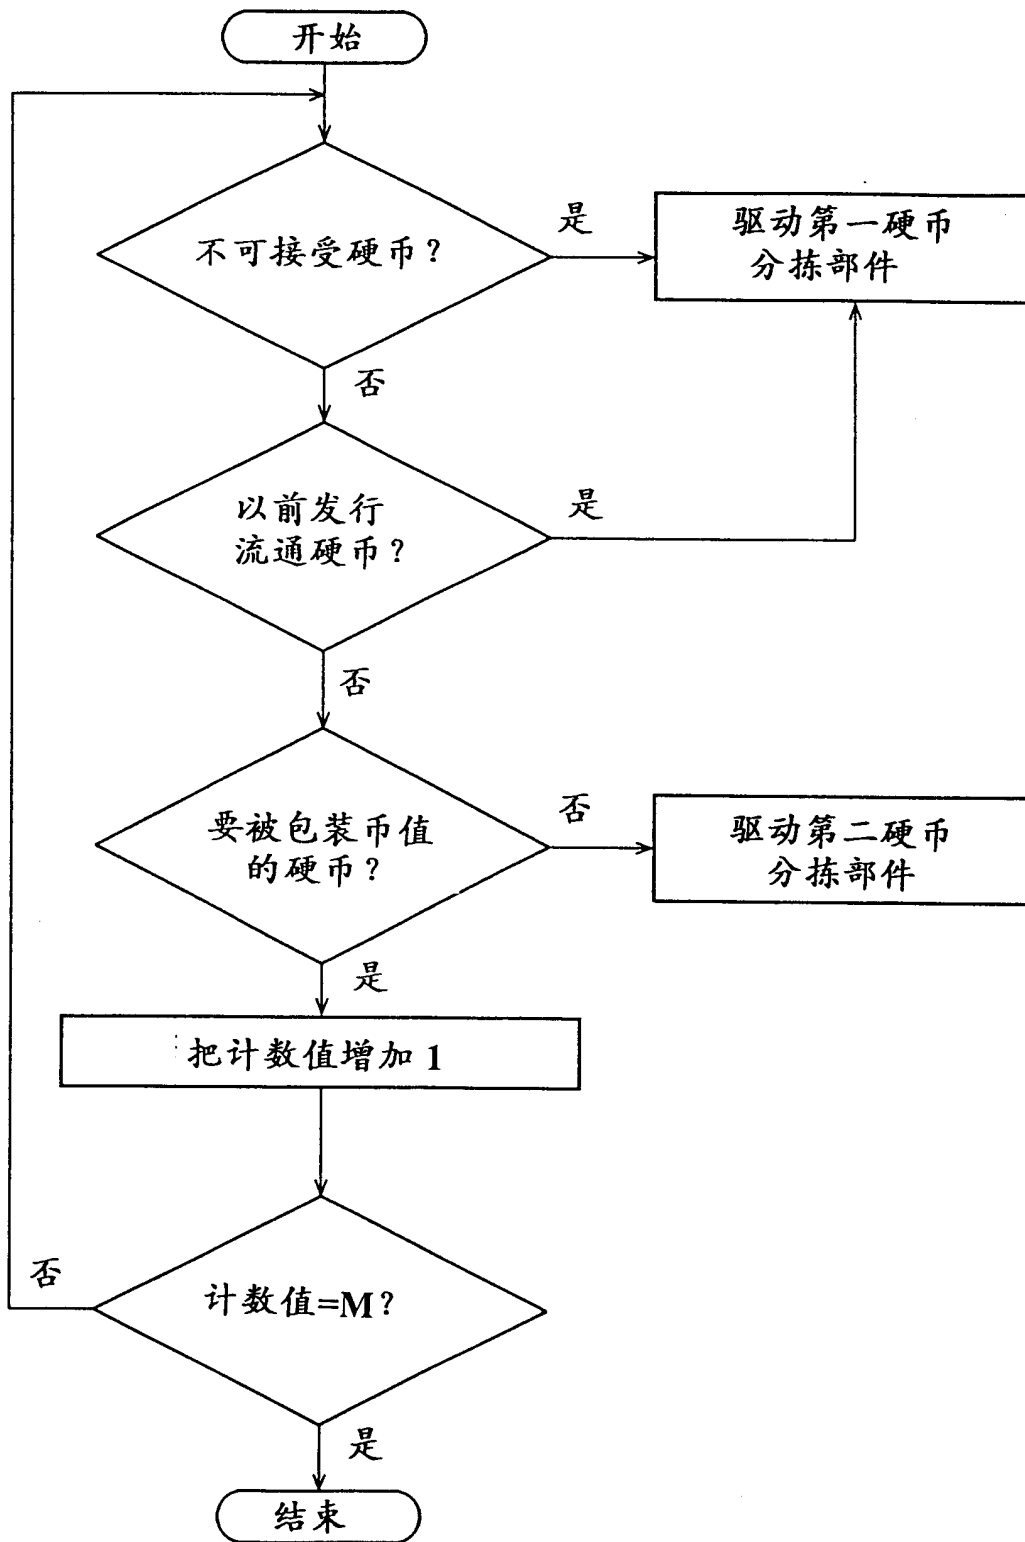 开始
不可接受硬币？
是
驱动第一硬币
分拣部件
否
以前发行
流通硬币？
是
否
要被包装币值
的硬币？
否
驱动第二硬币
分拣部件
是
把计数值增加 1
计数值=M？
否
是
结束